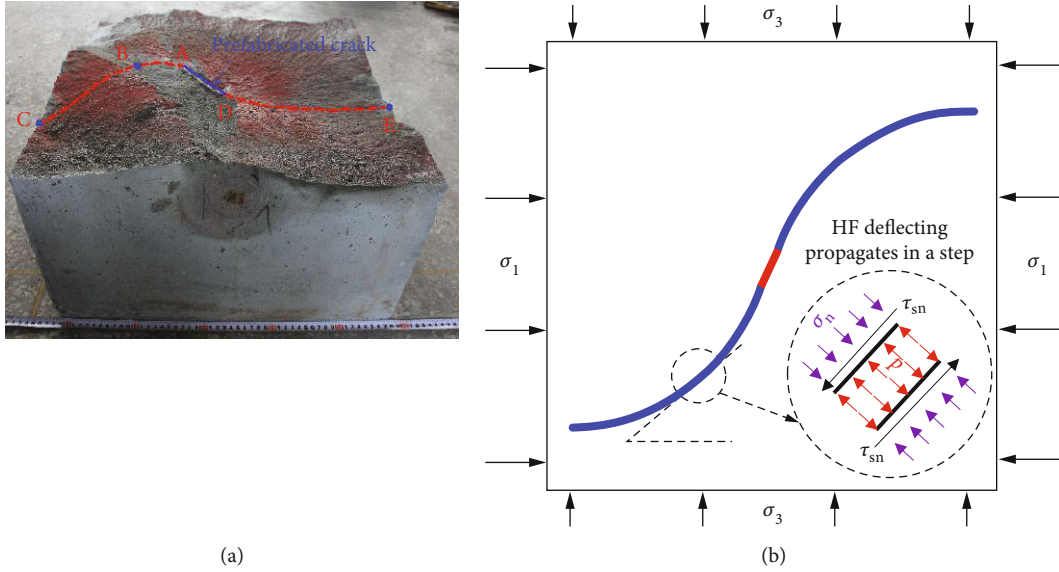 Prefabricated crack
B
A
C
D
E
σ₃
σ₁
HF deflecting
propagates in a step
σ₁
σₙ
τₛₙ
p
τₛₙ
σ₃
(a)
(b)